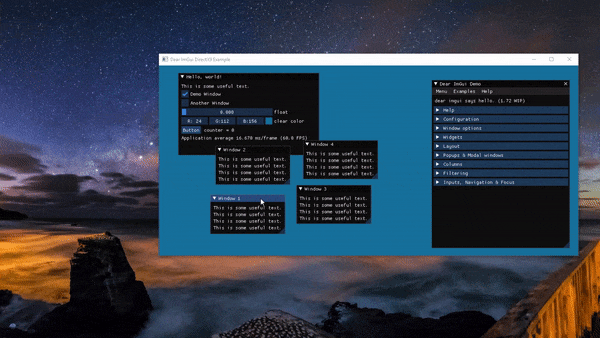 Dear ImGui DirectX9 Example
Hello, world!
This is some useful text.
Demo Window
Another Window
0.000 float
R: 24 G:112 B:156 clear color
Button counter = 0
Application average 16.670 ms/frame (60.0 FPS)
Window 2
This is some useful text.
This is some useful text.
This is some useful text.
This is some useful text.
Window 4
This is some useful text.
This is some useful text.
This is some useful text.
This is some useful text.
Window 1
This is some useful text.
This is some useful text.
This is some useful text.
This is some useful text.
Window 3
This is some useful text.
This is some useful text.
This is some useful text.
This is some useful text.
Dear ImGui Demo
Menu Examples Help
dear imgui says hello. (1.72 WIP)
Help
Configuration
Window options
Widgets
Layout
Popups & Modal windows
Columns
Filtering
Inputs, Navigation & Focus